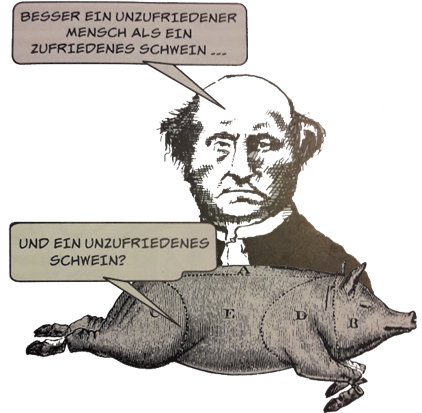 BESSER EIN UNZUFRIEDENER
MENSCH ALS EIN
ZUFRIEDENES SCHWEIN ...
UND EIN UNZUFRIEDENES
SCHWEIN?
A
C E D B